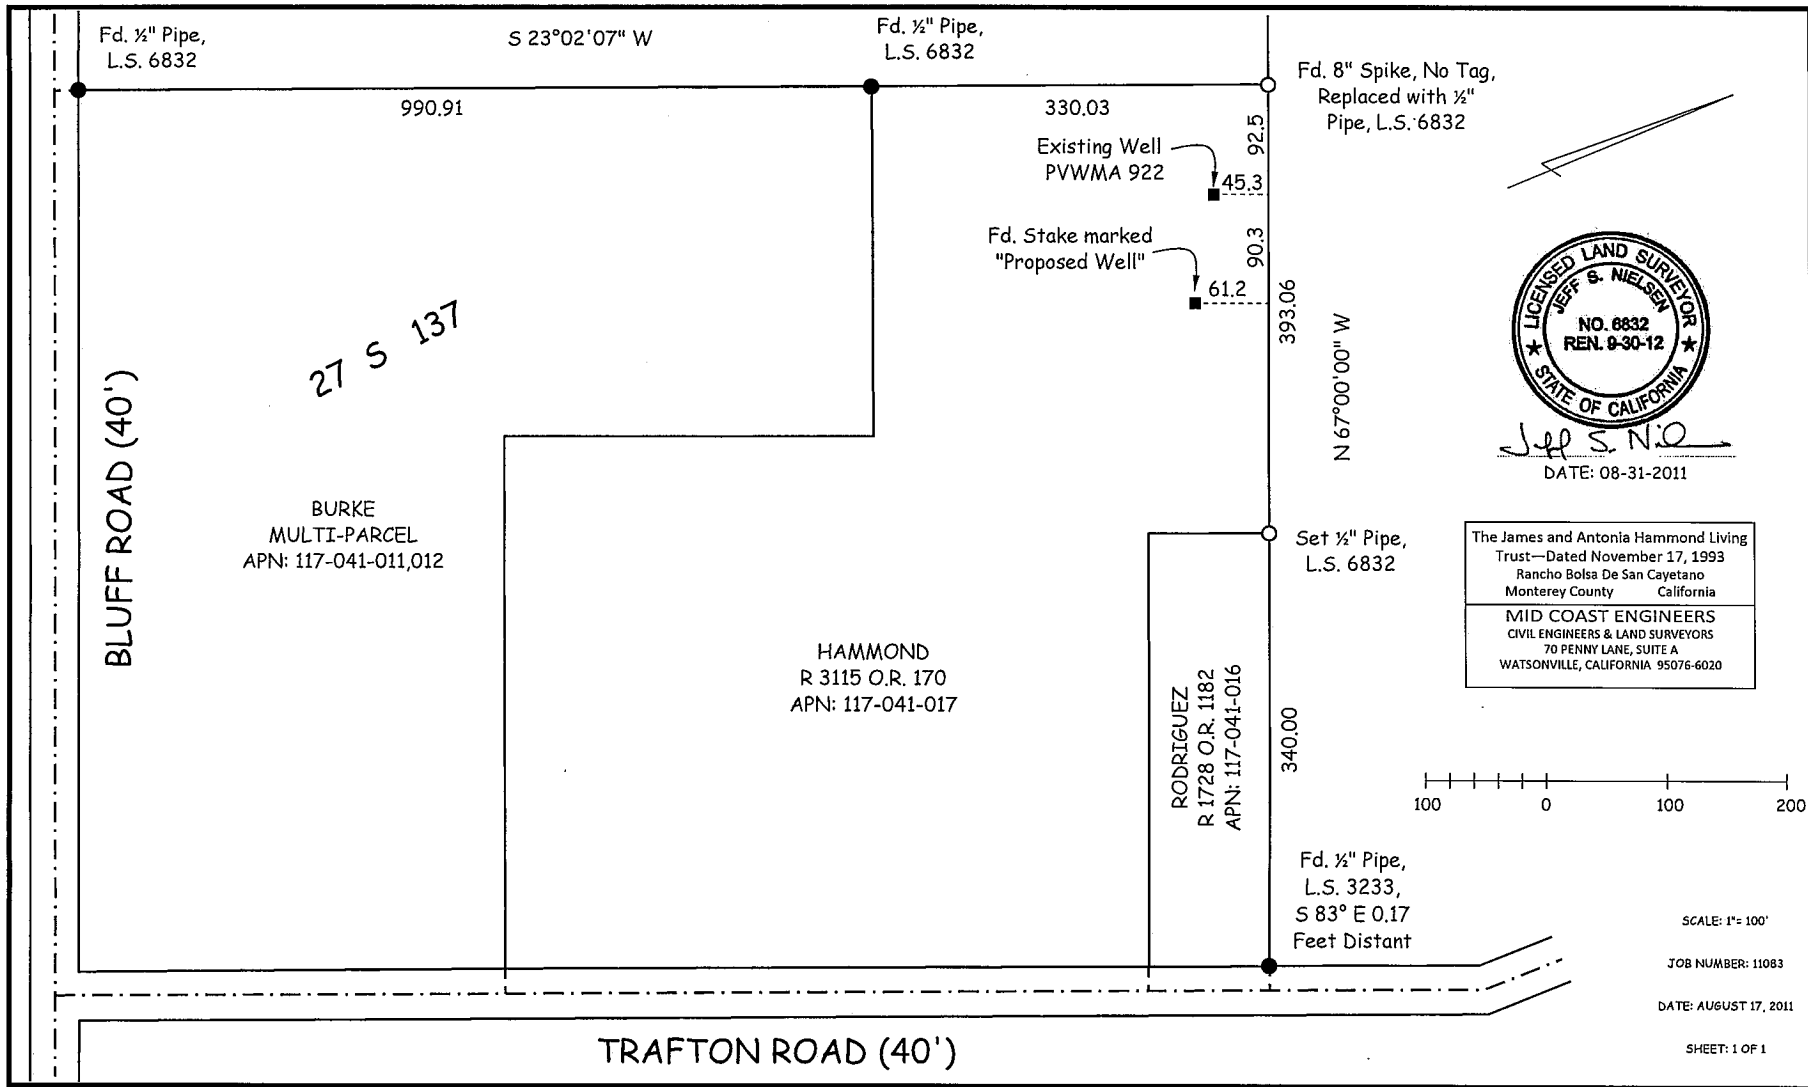 Fd. ½" Pipe,
L.S. 6832
S 23°02'07" W
Fd. ½" Pipe,
L.S. 6832
Fd. 8" Spike, No Tag,
Replaced with ½"
Pipe, L.S. 6832
990.91
330.03
92.5
Existing Well
PVWMA 922
45.3
Fd. Stake marked
"Proposed Well"
90.3
61.2
393.06
N 67°00'00" W
27 S 137
LICENSED LAND SURVEYOR
JEFF S. NIELSEN
NO. 6832
REN. 9-30-12
STATE OF CALIFORNIA
Jeff S. Ni
DATE: 08-31-2011
BLUFF ROAD (40')
BURKE
MULTI-PARCEL
APN: 117-041-011,012
Set ½" Pipe,
L.S. 6832
The James and Antonia Hammond Living
Trust—Dated November 17, 1993
Rancho Bolsa De San Cayetano
Monterey County California
MID COAST ENGINEERS
CIVIL ENGINEERS & LAND SURVEYORS
70 PENNY LANE, SUITE A
WATSONVILLE, CALIFORNIA 95076-6020
HAMMOND
R 3115 O.R. 170
APN: 117-041-017
RODRIGUEZ
R 1728 O.R. 1182
APN: 117-041-016
340.00
100 0 100 200
Fd. ½" Pipe,
L.S. 3233,
S 83° E 0.17
Feet Distant
SCALE: 1"= 100'
JOB NUMBER: 11083
DATE: AUGUST 17, 2011
SHEET: 1 OF 1
TRAFTON ROAD (40')